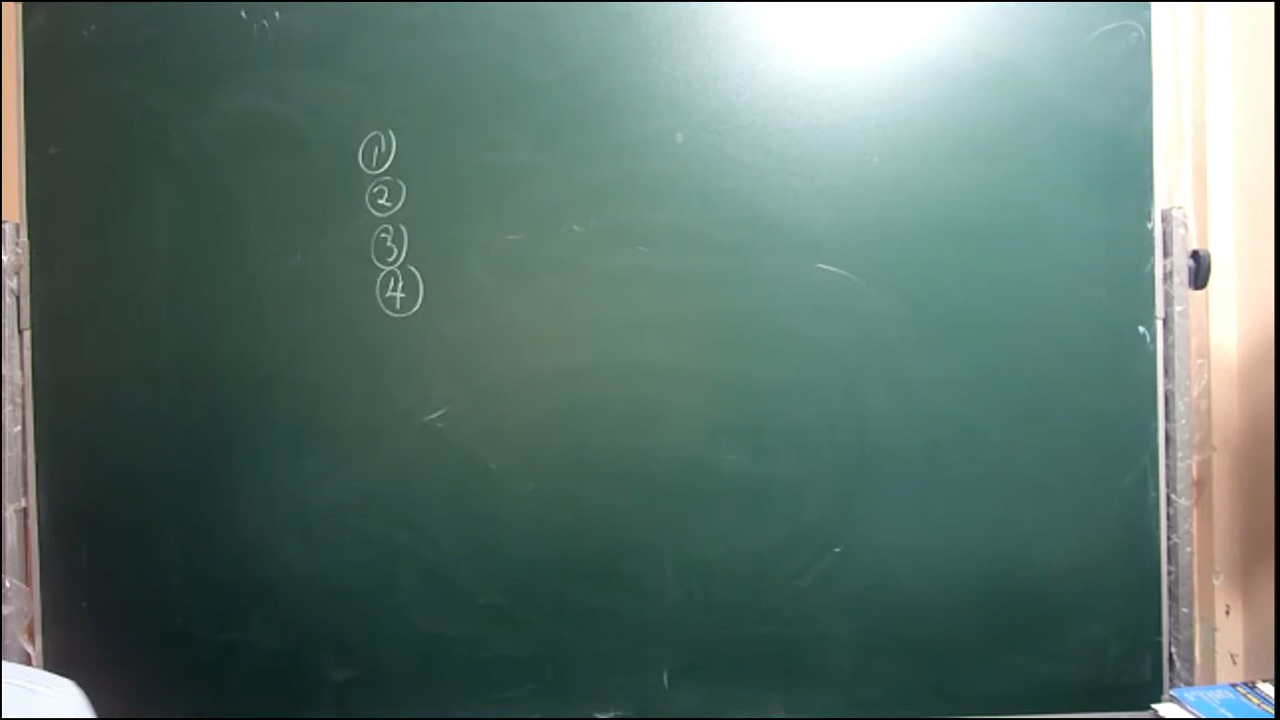 ①
②
③
④